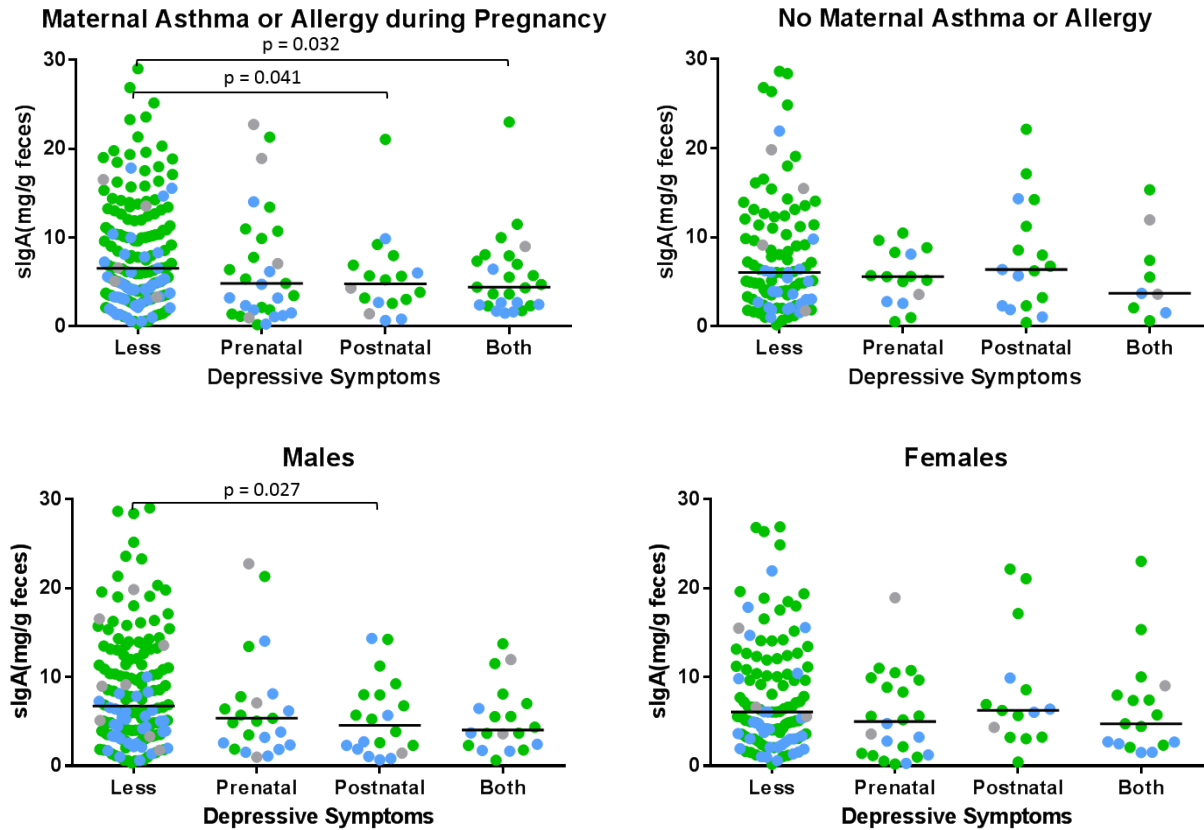 Maternal Asthma or Allergy during Pregnancy
p = 0.032
p = 0.041
30
20
10
0
sIgA(mg/g feces)
Less Prenatal Postnatal Both
Depressive Symptoms
No Maternal Asthma or Allergy
30
20
10
0
sIgA(mg/g feces)
Less Prenatal Postnatal Both
Depressive Symptoms
Males
p = 0.027
30
20
10
0
sIgA(mg/g feces)
Less Prenatal Postnatal Both
Depressive Symptoms
Females
30
20
10
0
sIgA(mg/g feces)
Less Prenatal Postnatal Both
Depressive Symptoms